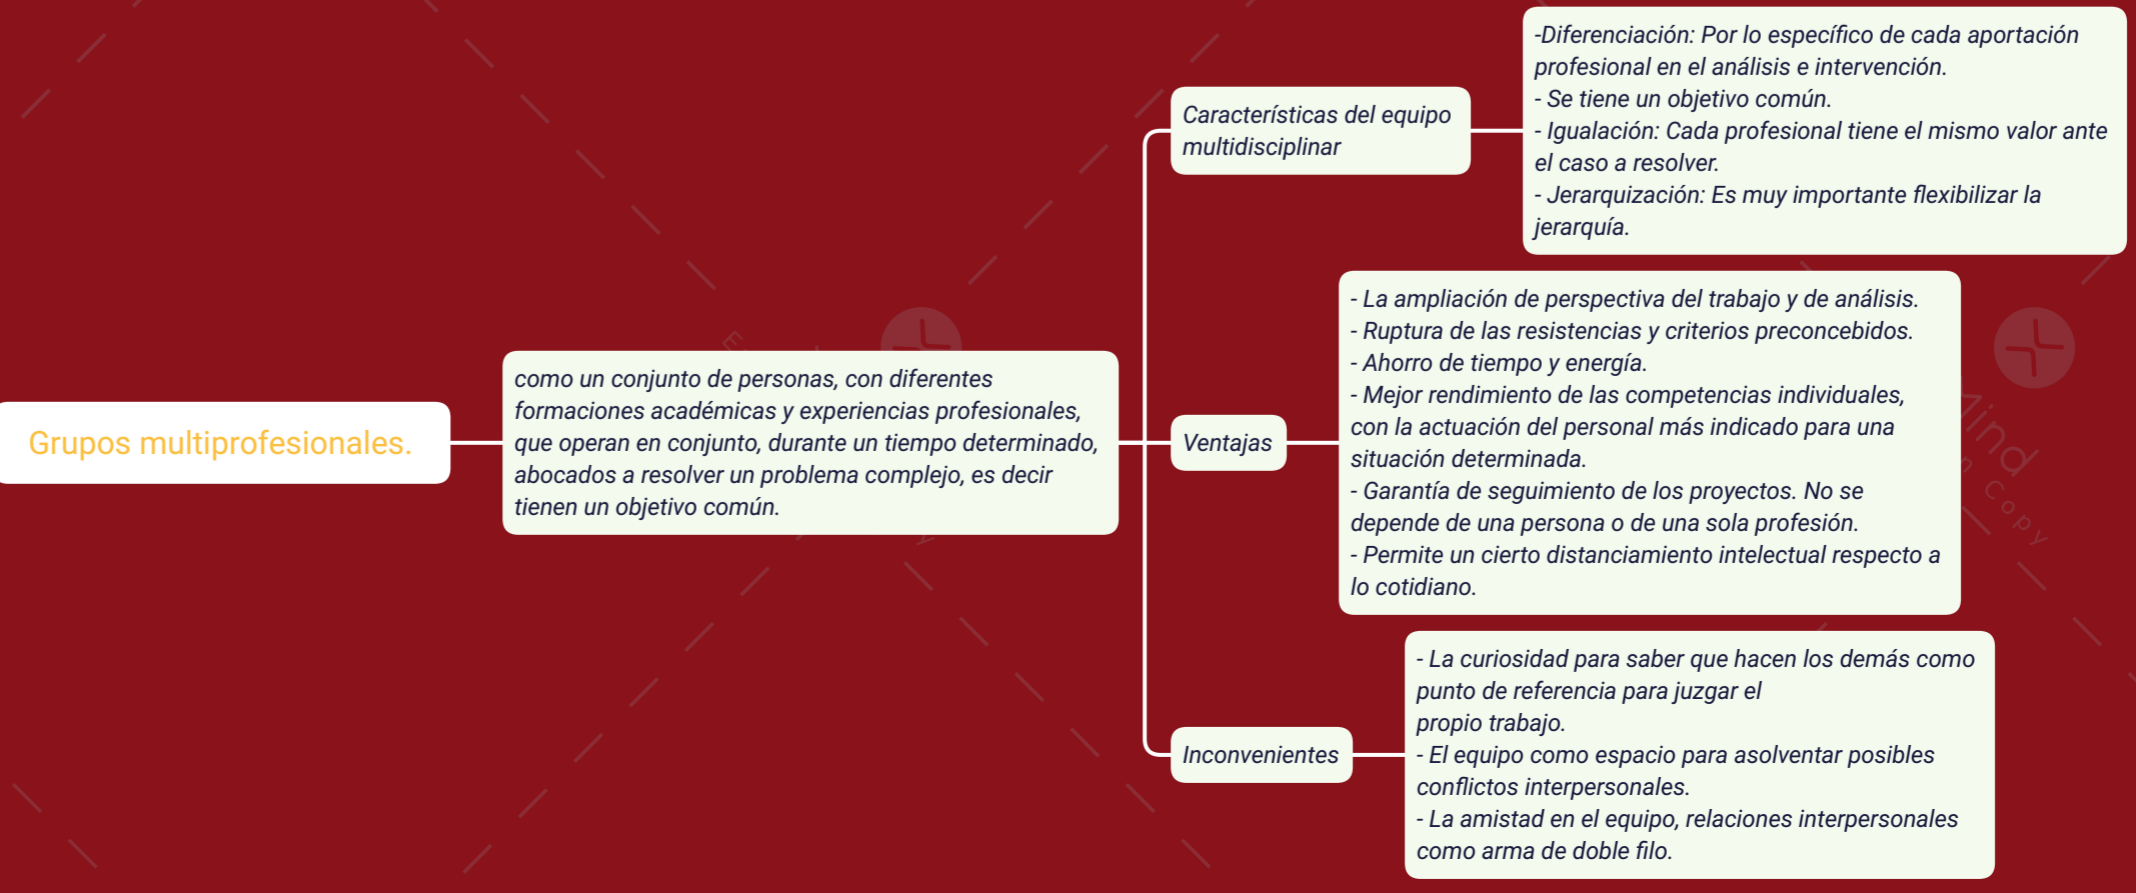 Grupos multiprofesionales.
como un conjunto de personas, con diferentes
formaciones académicas y experiencias profesionales,
que operan en conjunto, durante un tiempo determinado,
abocados a resolver un problema complejo, es decir
tienen un objetivo común.
Características del equipo
multidisciplinar
-Diferenciación: Por lo específico de cada aportación
profesional en el análisis e intervención.
- Se tiene un objetivo común.
- Igualación: Cada profesional tiene el mismo valor ante
el caso a resolver.
- Jerarquización: Es muy importante flexibilizar la
jerarquía.
Ventajas
- La ampliación de perspectiva del trabajo y de análisis.
- Ruptura de las resistencias y criterios preconcebidos.
- Ahorro de tiempo y energía.
- Mejor rendimiento de las competencias individuales,
con la actuación del personal más indicado para una
situación determinada.
- Garantía de seguimiento de los proyectos. No se
depende de una persona o de una sola profesión.
- Permite un cierto distanciamiento intelectual respecto a
lo cotidiano.
Inconvenientes
- La curiosidad para saber que hacen los demás como
punto de referencia para juzgar el
propio trabajo.
- El equipo como espacio para asolventar posibles
conflictos interpersonales.
- La amistad en el equipo, relaciones interpersonales
como arma de doble filo.
Copy